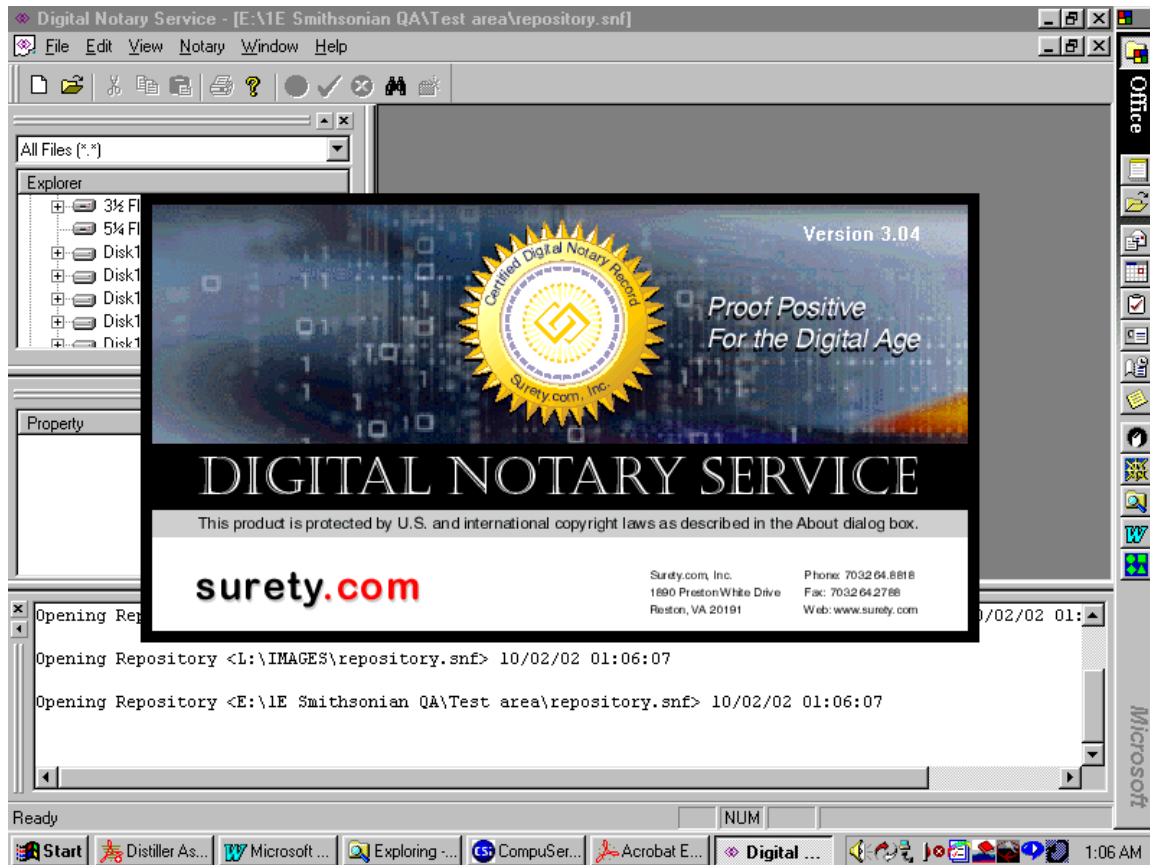 Digital Notary Service - [E:\1E Smithsonian QA\Test area\repository.snf]
File Edit View Notary Window Help
Office
All Files (*.*)
Explorer
3½ Fl
5¼ Fl
Disk1
Disk1
Disk1
Disk1
Disk1
Property
Version 3.04
Certified Digital Notary Record
Surety.com, Inc.
Proof Positive
For the Digital Age
DIGITAL NOTARY SERVICE
This product is protected by U.S. and international copyright laws as described in the About dialog box.
surety.com
Surety.com, Inc.
1890 Preston White Drive
Reston, VA 20191
Phone: 703.264.8818
Fax: 703.264.2788
Web: www.surety.com
Opening Rep 0/02/02 01:
Opening Repository <L:\IMAGES\repository.snf> 10/02/02 01:06:07
Opening Repository <E:\1E Smithsonian QA\Test area\repository.snf> 10/02/02 01:06:07
Microsoft
Ready
NUM
Start
Distiller As...
Microsoft ...
Exploring -...
CompuSer...
Acrobat E...
Digital ...
1:06 AM